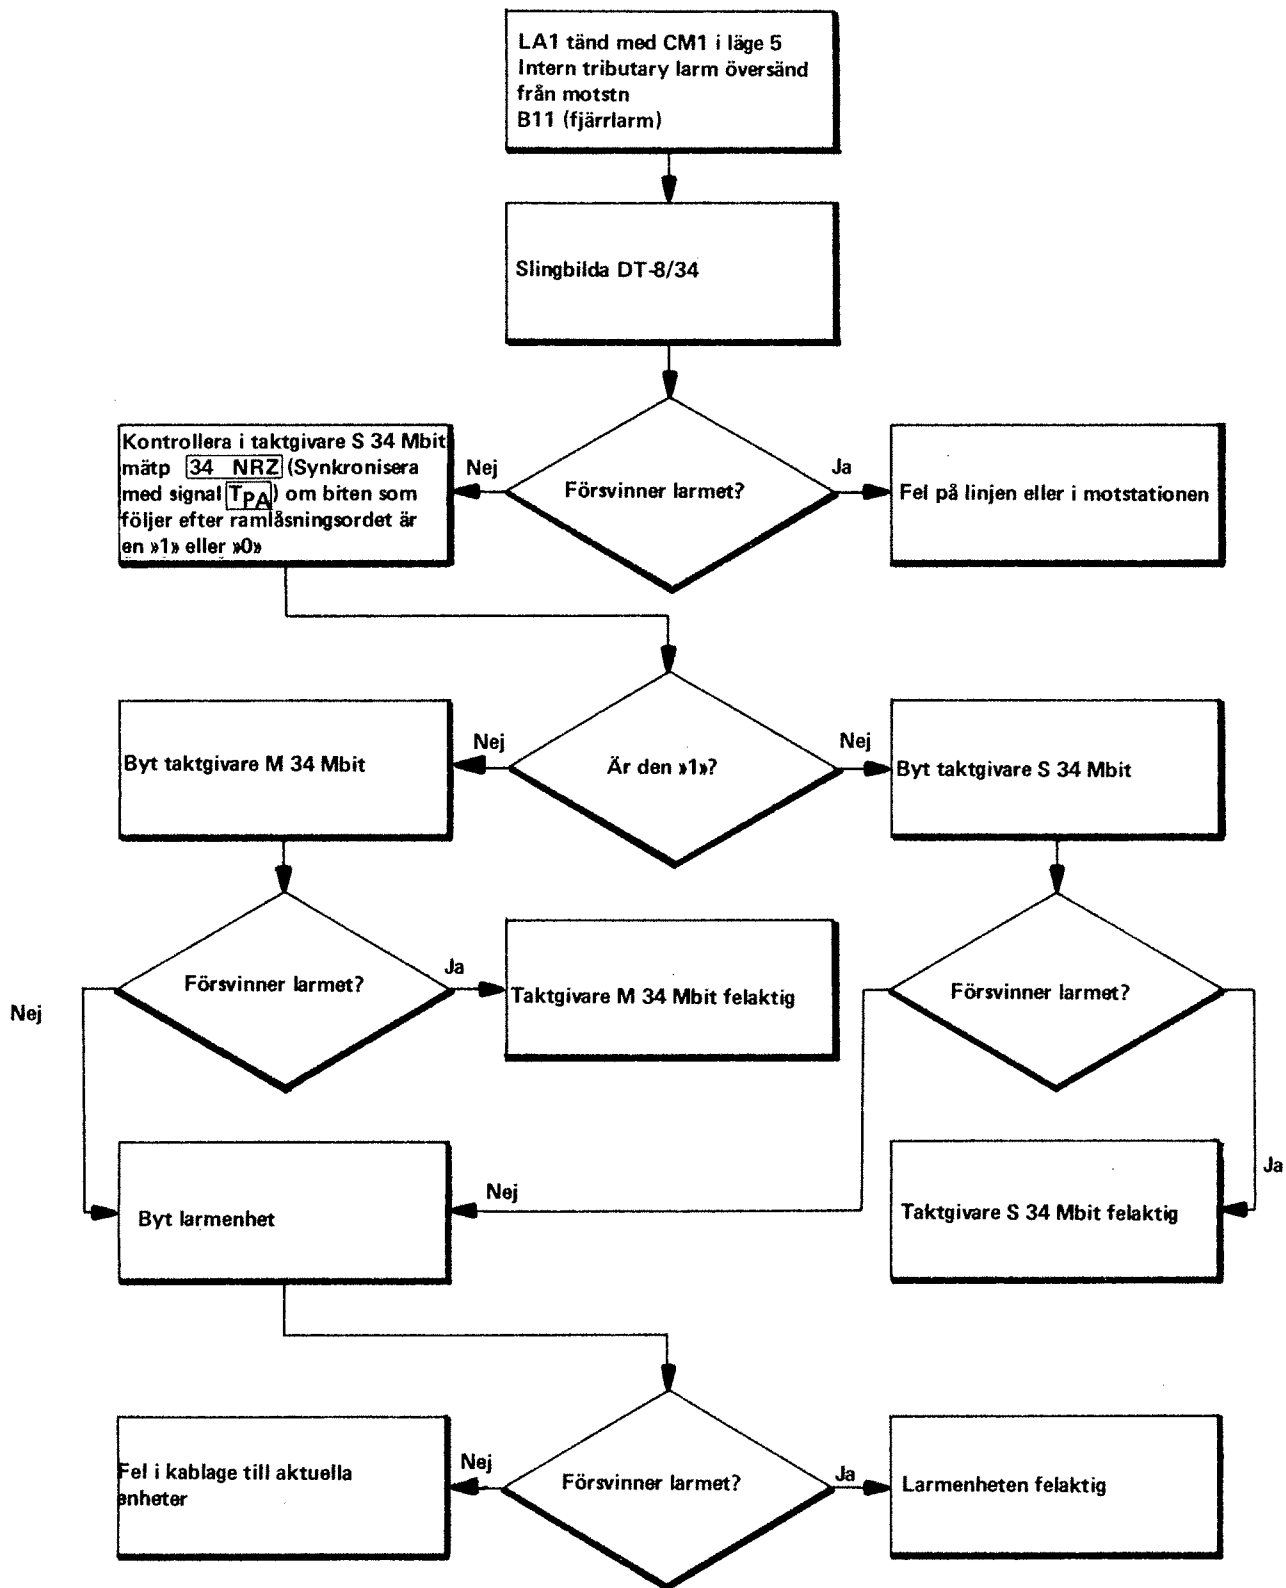 LA1 tänd med CM1 i läge 5
Intern tributary larm översänd
från motstn
B11 (fjärrlarm)
Slingbilda DT-8/34
Kontrollera i taktgivare S 34 Mbit
mätp 34 NRZ (Synkronisera
med signal TPA) om biten som
följer efter ramlåsningsordet är
en »1» eller »0»
Nej
Försvinner larmet?
Ja
Fel på linjen eller i motstationen
Byt taktgivare M 34 Mbit
Nej
Är den »1»?
Nej
Byt taktgivare S 34 Mbit
Nej
Försvinner larmet?
Ja
Taktgivare M 34 Mbit felaktig
Försvinner larmet?
Ja
Byt larmenhet
Nej
Taktgivare S 34 Mbit felaktig
Fel i kablage till aktuella
enheter
Nej
Försvinner larmet?
Ja
Larmenheten felaktig